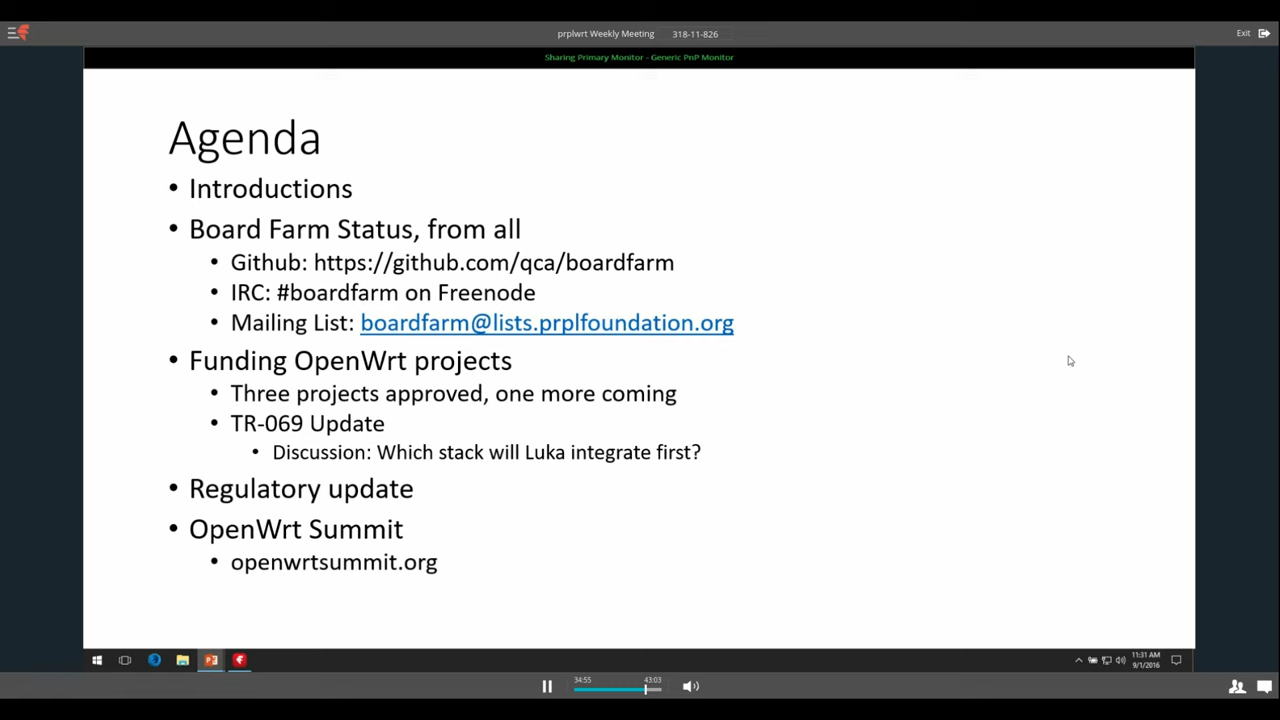 prplwrt Weekly Meeting 318-11-826
Exit
Sharing Primary Monitor - Generic PnP Monitor
Agenda
• Introductions
• Board Farm Status, from all
• Github: https://github.com/qca/boardfarm
• IRC: #boardfarm on Freenode
• Mailing List: boardfarm@lists.prplfoundation.org
• Funding OpenWrt projects
• Three projects approved, one more coming
• TR-069 Update
• Discussion: Which stack will Luka integrate first?
• Regulatory update
• OpenWrt Summit
• openwrtsummit.org
11:31 AM
9/1/2016
34:55 43:03